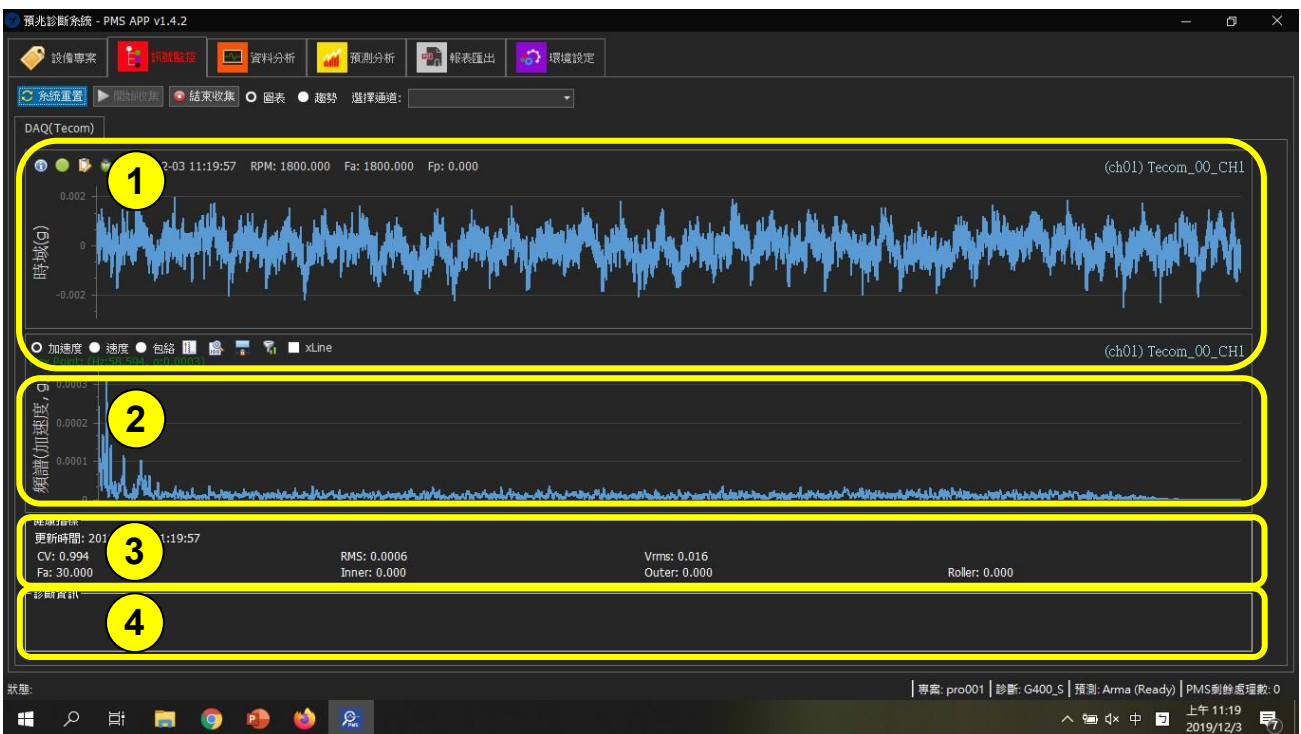 預兆診斷系統 - PMS APP v1.4.2
設備專案 訊號監控 資料分析 預測分析 報表匯出 環境設定
系統重置 開始收集 結束收集 圖表 趨勢 選擇通道:
DAQ(Tecom)
1
2-03 11:19:57 RPM: 1800.000 Fa: 1800.000 Fp: 0.000 (ch01) Tecom_00_CH1
0.002
時域(g)
0
-0.002
加速度 速度 包絡 xLine
(ch01) Tecom_00_CH1
Point: (Hz:58.594, g:0.0003)
0.0003
頻譜(加速度, g
0.0002
2
0.0001
0
健康指標
更新時間: 201 1:19:57
3
CV: 0.994 RMS: 0.0006 Vrms: 0.016
Fa: 30.000 Inner: 0.000 Outer: 0.000 Roller: 0.000
診斷資訊
4
狀態: 專案: pro001 診斷: G400_S 預測: Arma (Ready) PMS剩餘處理數: 0
PMS 中 上午 11:19
2019/12/3 7